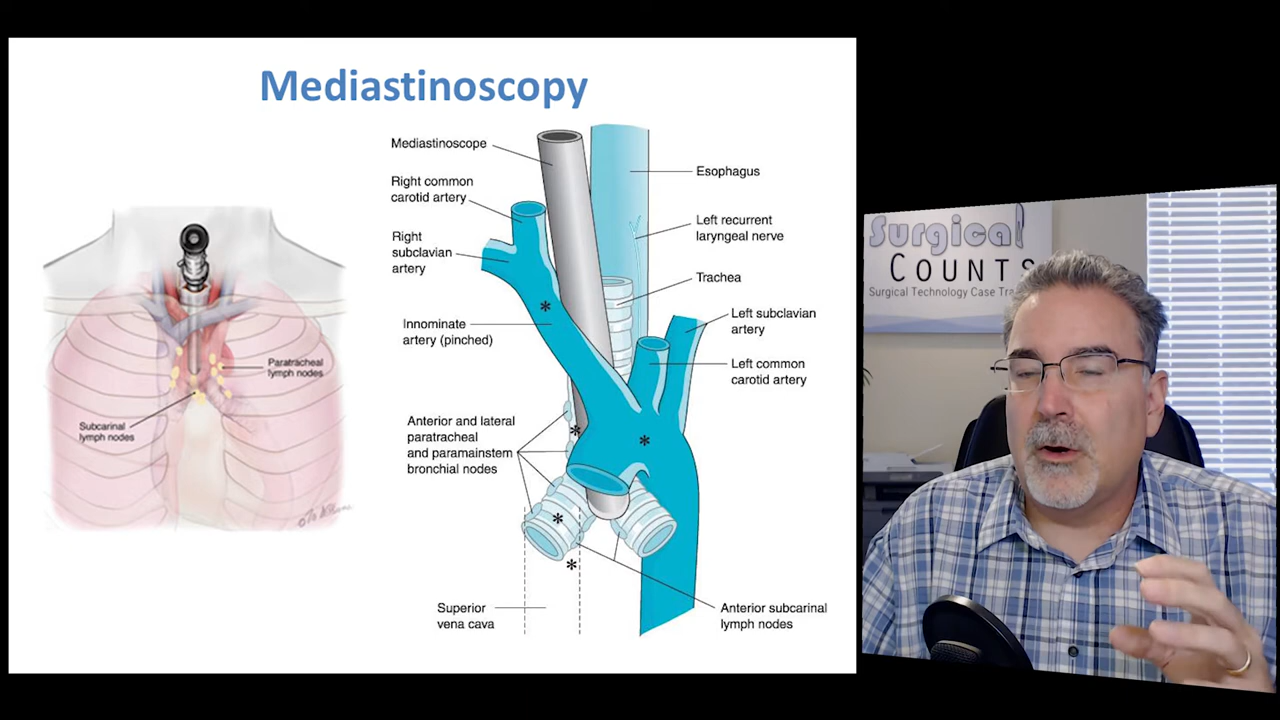 Mediastinoscopy
Paratracheal
lymph nodes
Subcarinal
lymph nodes
Mediastinoscope
Right common
carotid artery
Right
subclavian
artery
Innominate
artery (pinched)
Anterior and lateral
paratracheal
and paramainstem
bronchial nodes
Superior
vena cava
Esophagus
Left recurrent
laryngeal nerve
Trachea
Left subclavian
artery
Left common
carotid artery
Anterior subcarinal
lymph nodes
*
*
*
*
*
Surgical
COUNTS
Surgical Technology Case